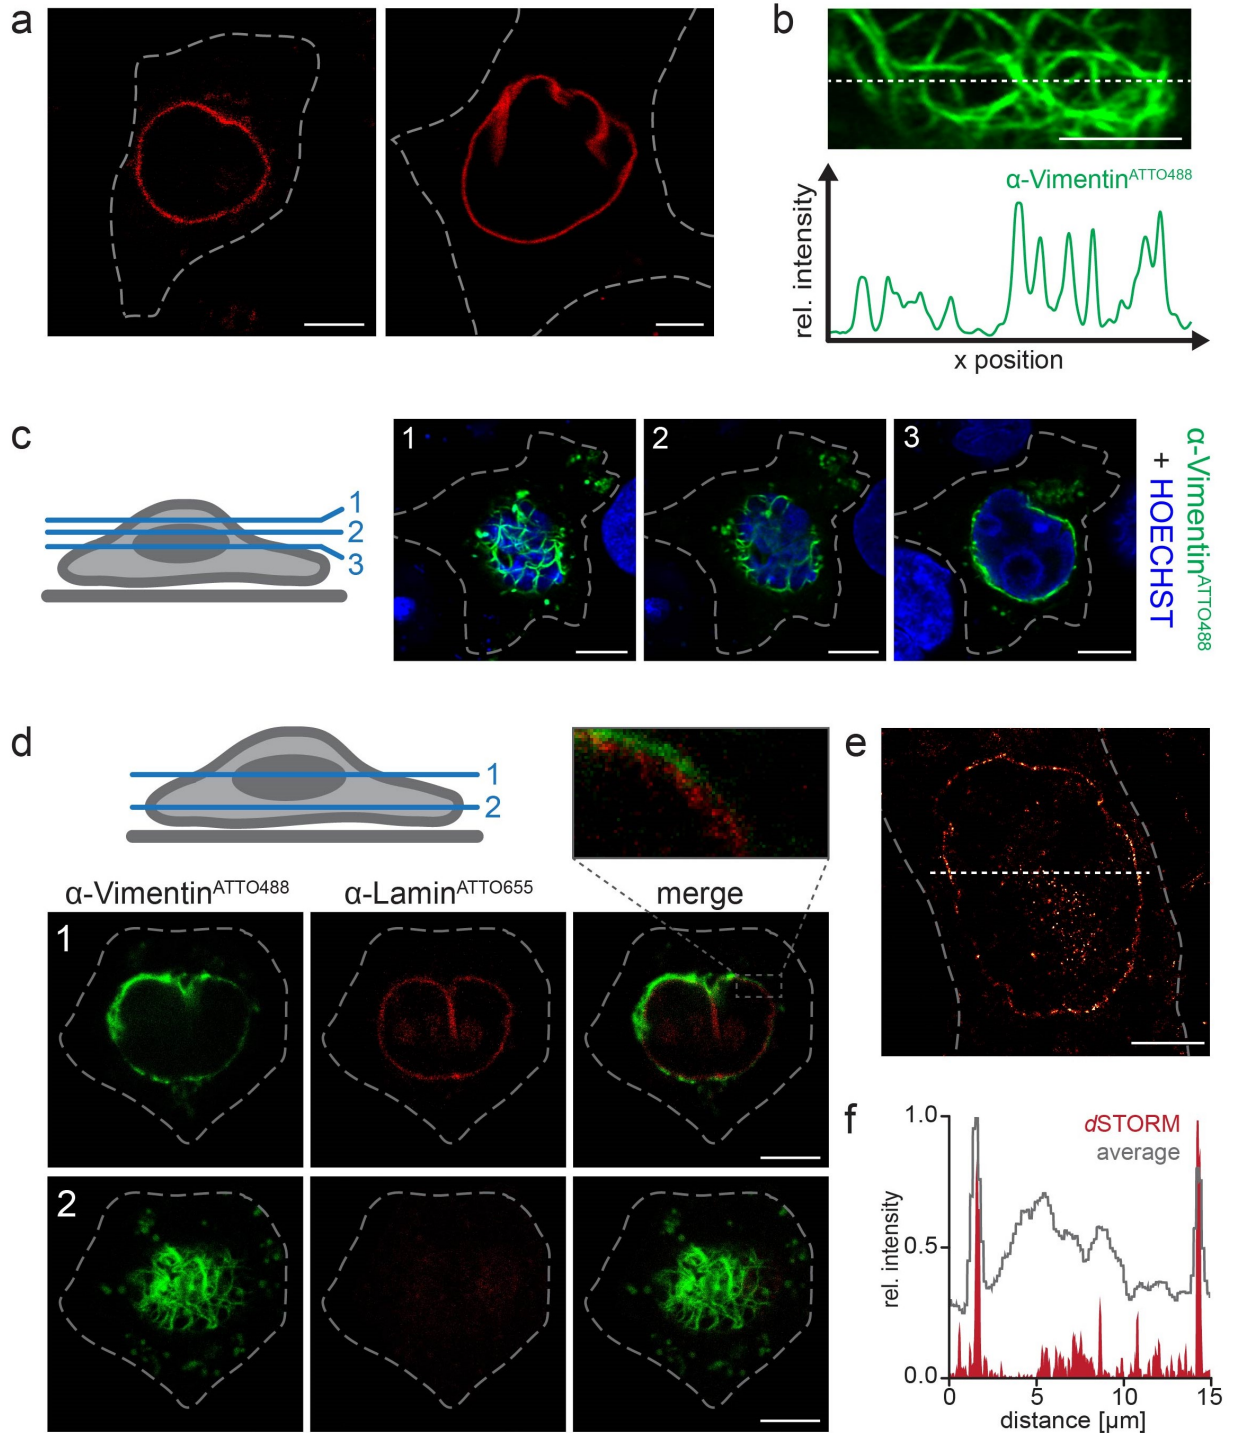 a
b
α-Vimentin^ATTO488
rel. intensity
x position
c
1
2
3
1
2
3
α-Vimentin^ATTO488
+ HOECHST
d
1
2
e
α-Vimentin^ATTO488
α-Lamin^ATTO655
merge
1
2
f
1.0
dSTORM
average
rel. intensity
0.5
0.0
0
5
10
15
distance [µm]